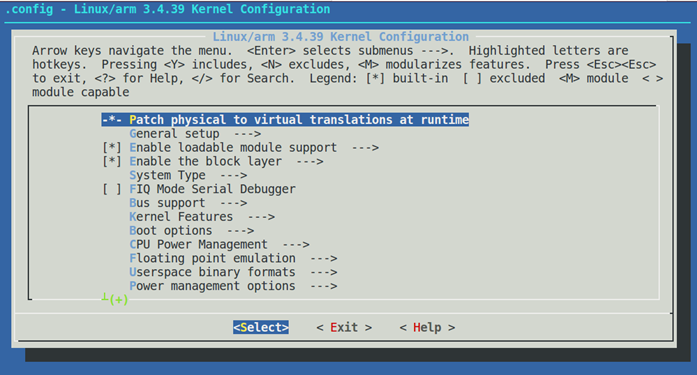 .config - Linux/arm 3.4.39 Kernel Configuration
Linux/arm 3.4.39 Kernel Configuration
Arrow keys navigate the menu.  <Enter> selects submenus --->.  Highlighted letters are
hotkeys.  Pressing <Y> includes, <N> excludes, <M> modularizes features.  Press <Esc><Esc>
to exit, <?> for Help, </> for Search.  Legend: [*] built-in  [ ] excluded  <M> module  < >
module capable
-*- Patch physical to virtual translations at runtime
General setup  --->
[*] Enable loadable module support  --->
[*] Enable the block layer  --->
System Type  --->
[ ] FIQ Mode Serial Debugger
Bus support  --->
Kernel Features  --->
Boot options  --->
CPU Power Management  --->
Floating point emulation  --->
Userspace binary formats  --->
Power management options  --->
┴(+)
<Select>    < Exit >    < Help >